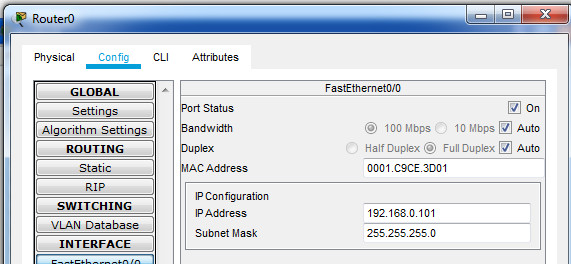 Router0
Physical Config CLI Attributes
GLOBAL
Settings
Algorithm Settings
ROUTING
Static
RIP
SWITCHING
VLAN Database
INTERFACE
FastEthernet0/0
FastEthernet0/0
Port Status On
Bandwidth 100 Mbps 10 Mbps Auto
Duplex Half Duplex Full Duplex Auto
MAC Address 0001.C9CE.3D01
IP Configuration
IP Address 192.168.0.101
Subnet Mask 255.255.255.0